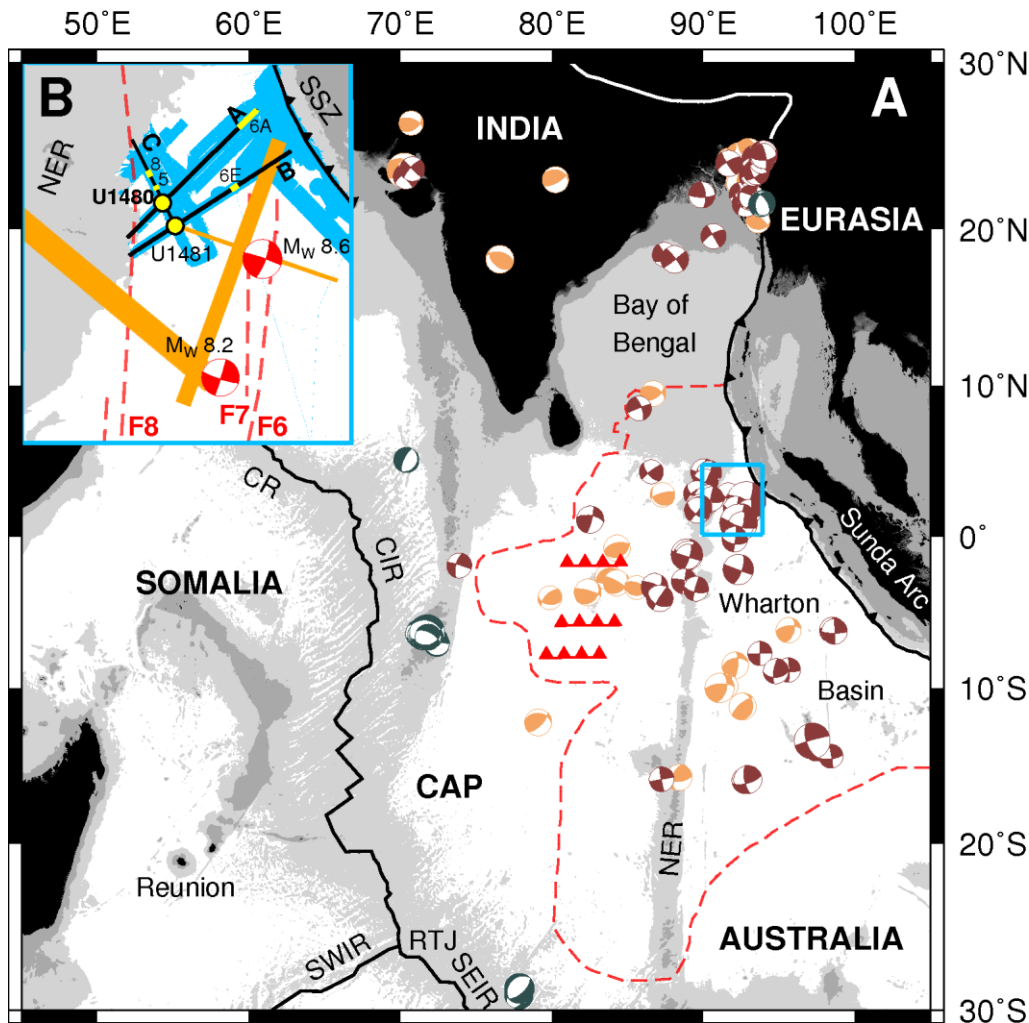 50°E 60°E 70°E 80°E 90°E 100°E
30°N
20°N
10°N
0°
10°S
20°S
30°S
A
INDIA
EURASIA
Bay of
Bengal
CR
CIR
SOMALIA
Sunda Arc
Wharton
Basin
CAP
NER
Reunion
AUSTRALIA
RTJ
SWIR
SEIR
B
SSZ
NER
A
6A
C
8
5
6E
B
U1480
U1481
MW 8.6
MW 8.2
F8
F7
F6